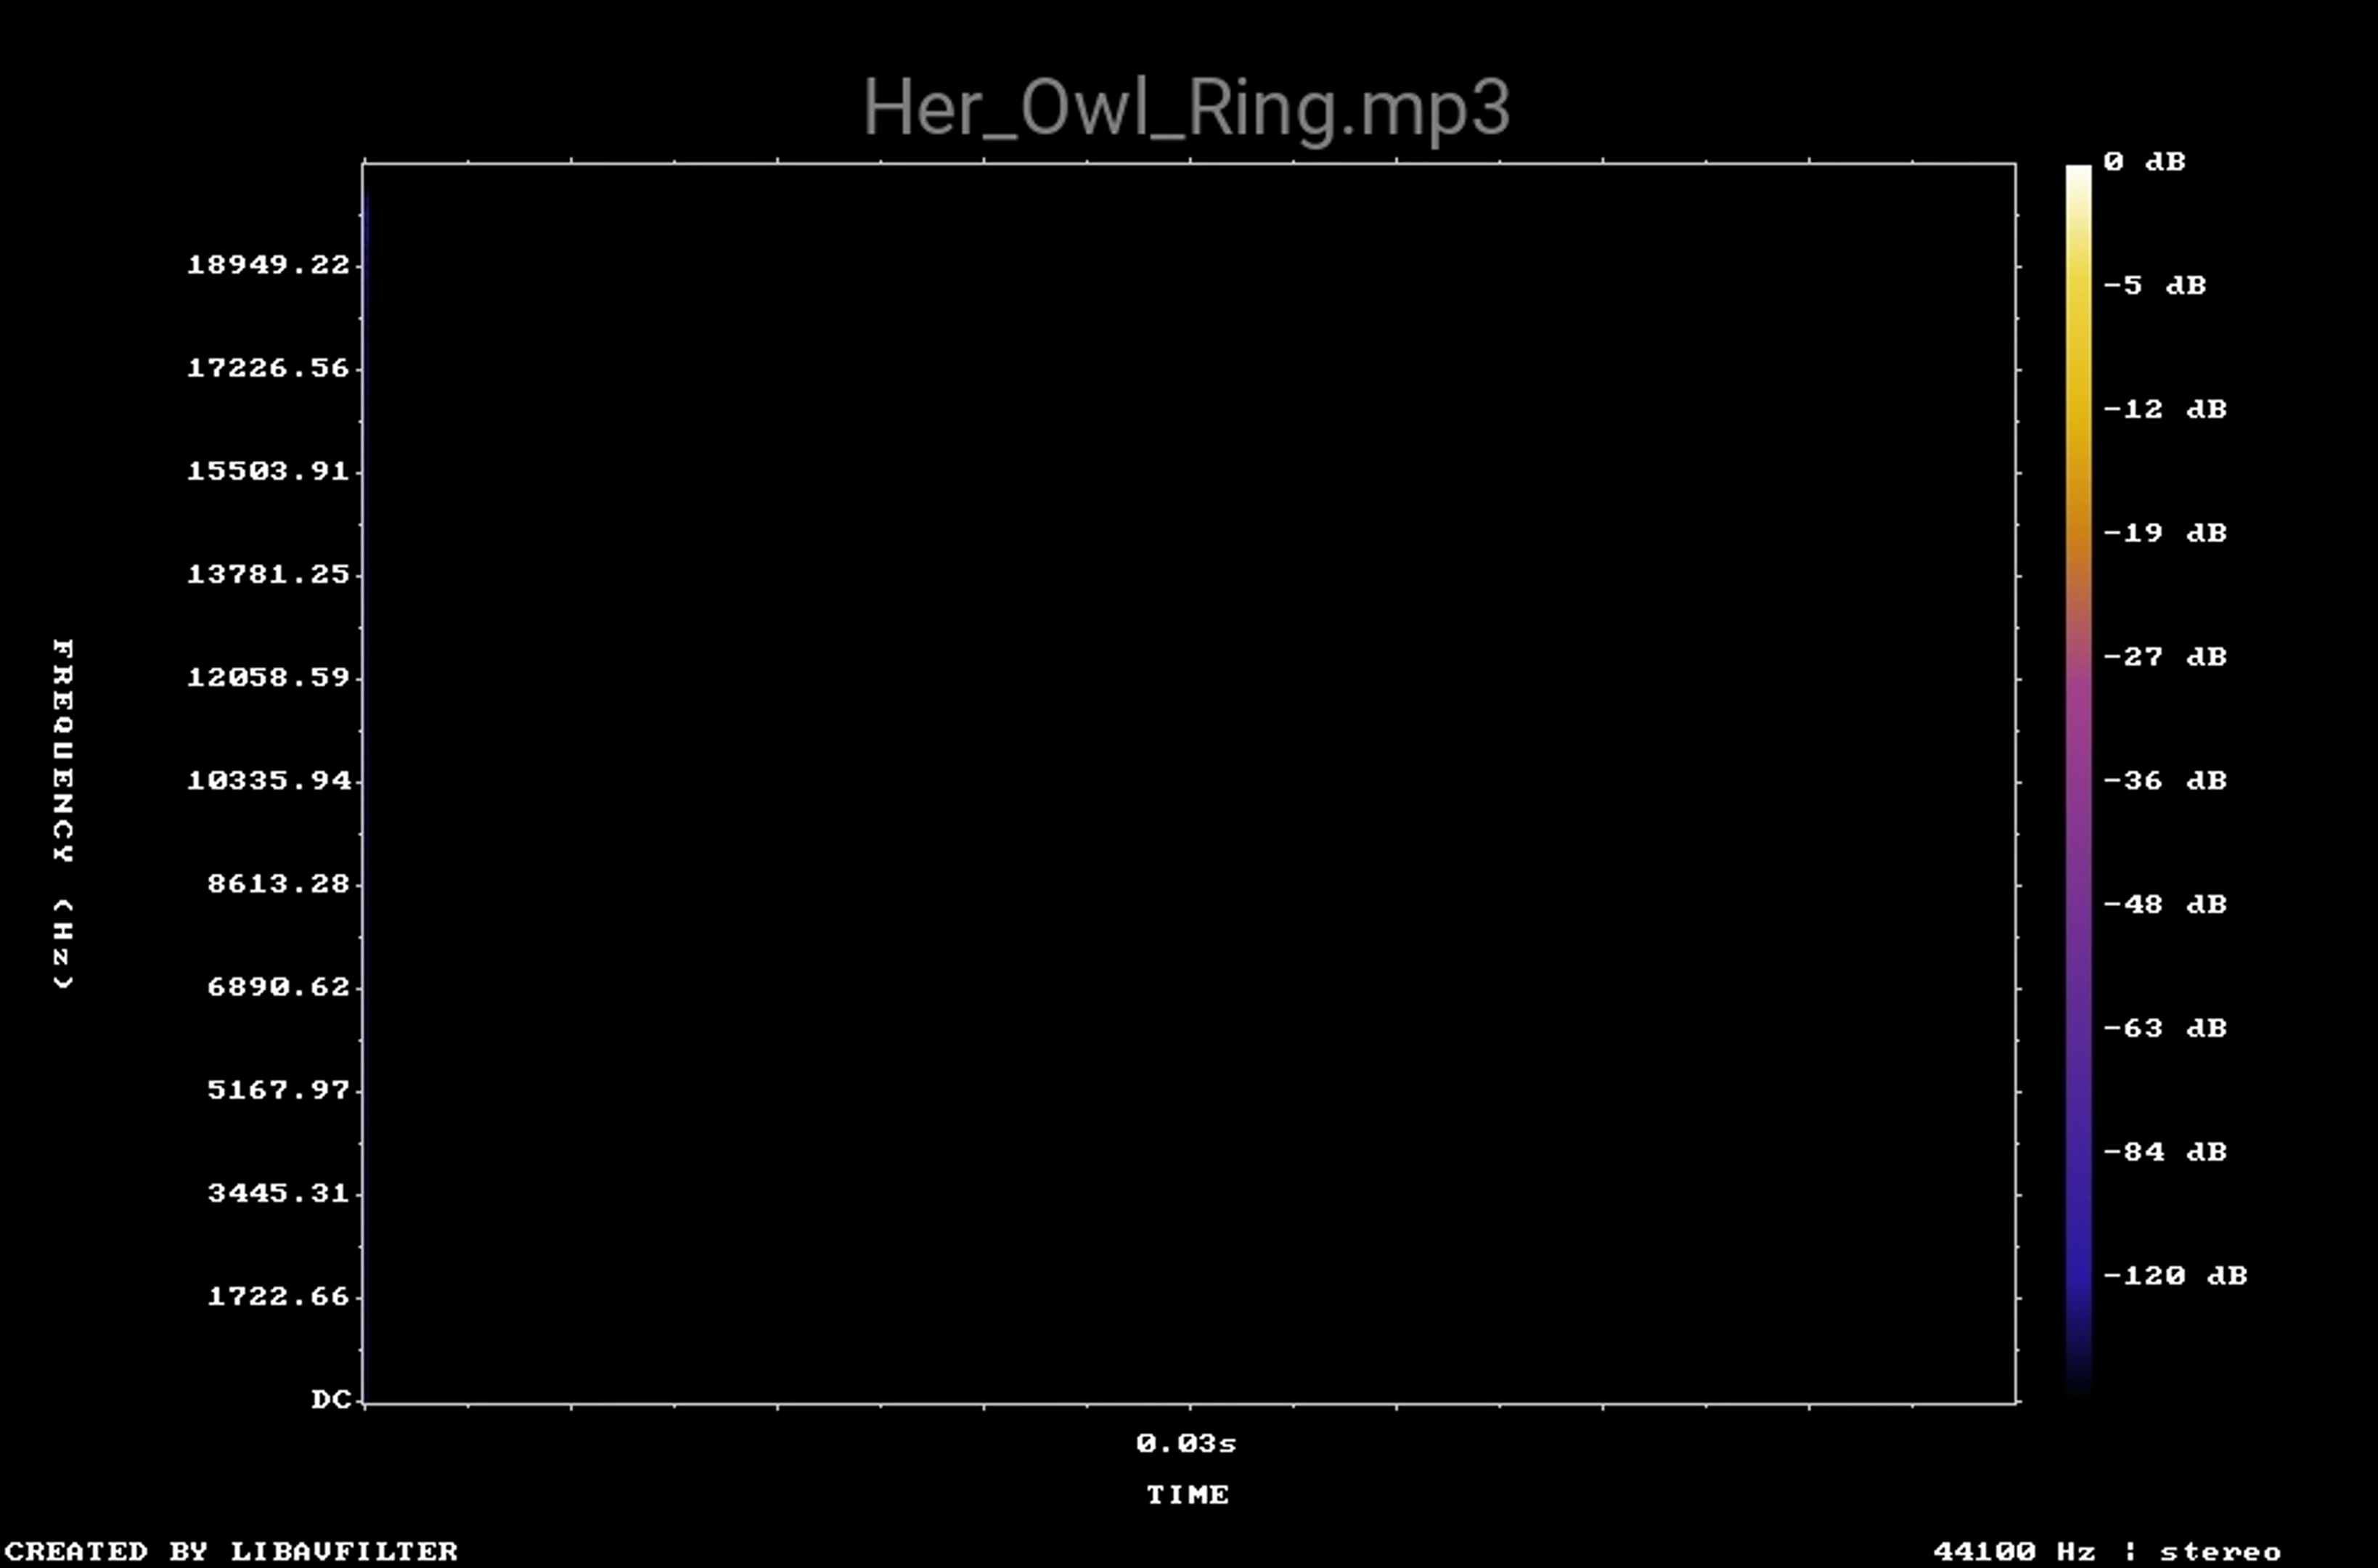 Her_Owl_Ring.mp3
0 dB
18949.22
-5 dB
17226.56
-12 dB
15503.91
-19 dB
13781.25
-27 dB
12058.59
10335.94
-36 dB
8613.28
-48 dB
6890.62
-63 dB
5167.97
-84 dB
3445.31
-120 dB
1722.66
DC
FREQUENCY (Hz)
0.03s
TIME
CREATED BY LIBAVFILTER
44100 Hz | stereo